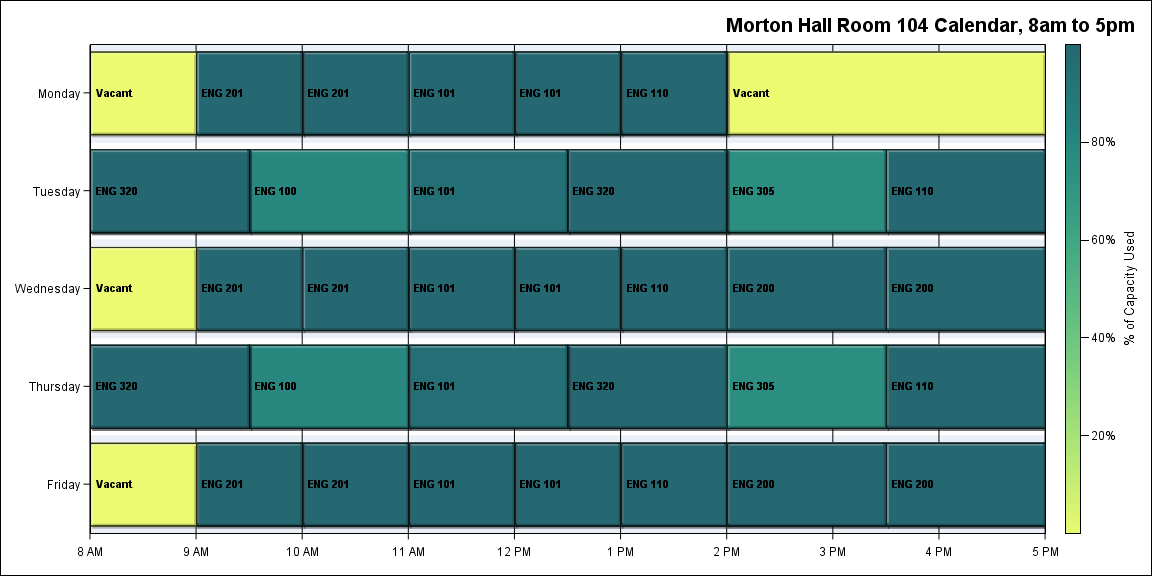 Morton Hall Room 104 Calendar, 8am to 5pm
Monday Vacant ENG 201 ENG 201 ENG 101 ENG 101 ENG 110 Vacant
Tuesday ENG 320 ENG 100 ENG 101 ENG 320 ENG 305 ENG 110
Wednesday Vacant ENG 201 ENG 201 ENG 101 ENG 101 ENG 110 ENG 200 ENG 200
Thursday ENG 320 ENG 100 ENG 101 ENG 320 ENG 305 ENG 110
Friday Vacant ENG 201 ENG 201 ENG 101 ENG 101 ENG 110 ENG 200 ENG 200
8 AM 9 AM 10 AM 11 AM 12 PM 1 PM 2 PM 3 PM 4 PM 5 PM
80%
60%
40%
20%
% of Capacity Used